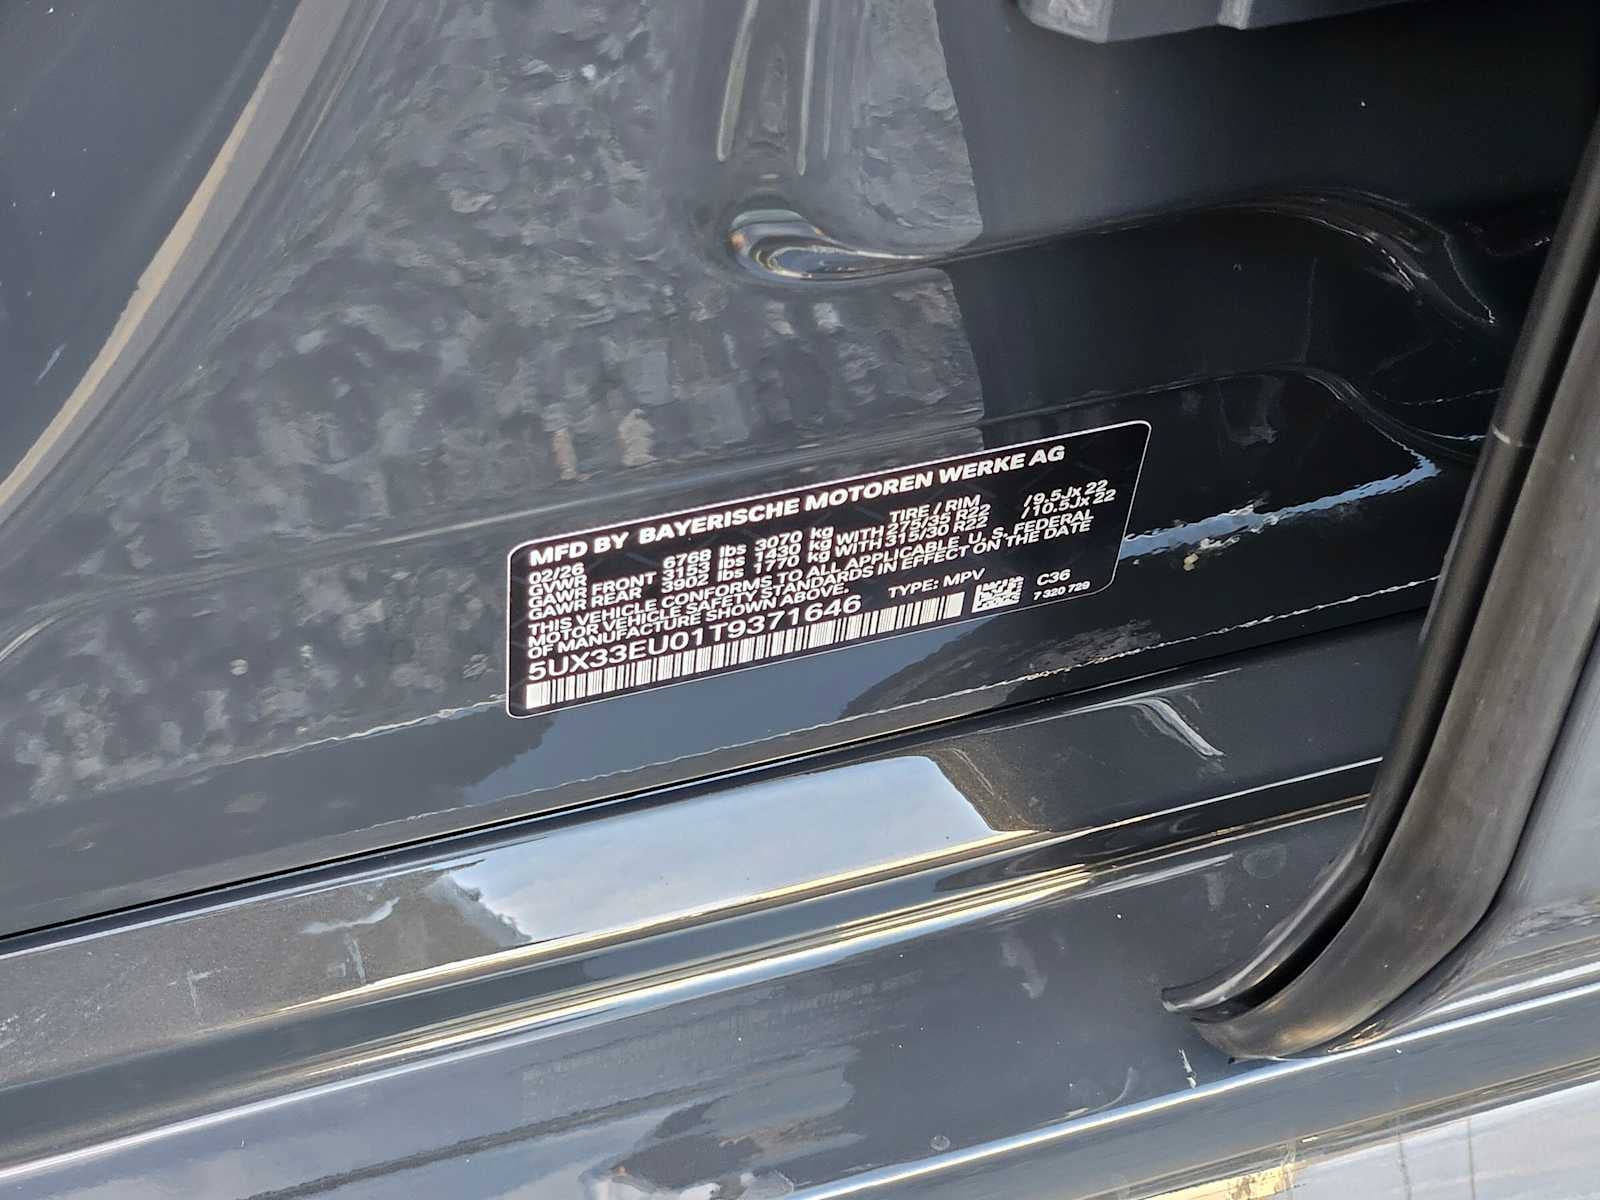 MFD BY BAYERISCHE MOTOREN WERKE AG
02/26 TIRE / RIM
GVWR 6768 lbs 3070 kg
GAWR FRONT 3153 lbs 1430 kg WITH 275/35 R22 /9.5Jx 22
GAWR REAR 3902 lbs 1770 kg WITH 315/30 R22 /10.5Jx 22
THIS VEHICLE CONFORMS TO ALL APPLICABLE U. S. FEDERAL
MOTOR VEHICLE SAFETY STANDARDS IN EFFECT ON THE DATE
OF MANUFACTURE SHOWN ABOVE.
5UX33EU01T9371646 TYPE: MPV C36
7 320 729